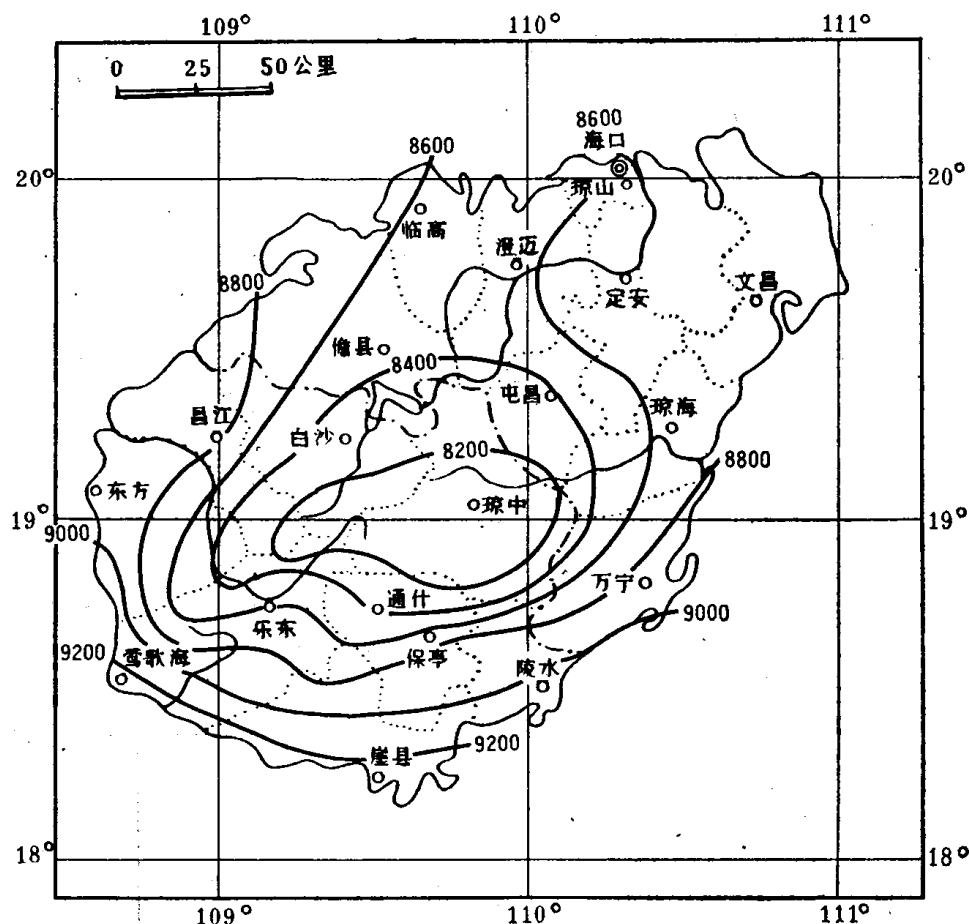 109°
110°
111°
0 25 50公里
8600
海口
8600
20°
20°
琼山
临高
澄迈
8800
定安
文昌
儋县
8400
屯昌
昌江
琼海
白沙
8200
8800
东方
琼中
19°
19°
9000
万宁
通什
乐东
9000
9200
莺歌海
保亭
陵水
9200
崖县
18°
18°
109°
110°
111°